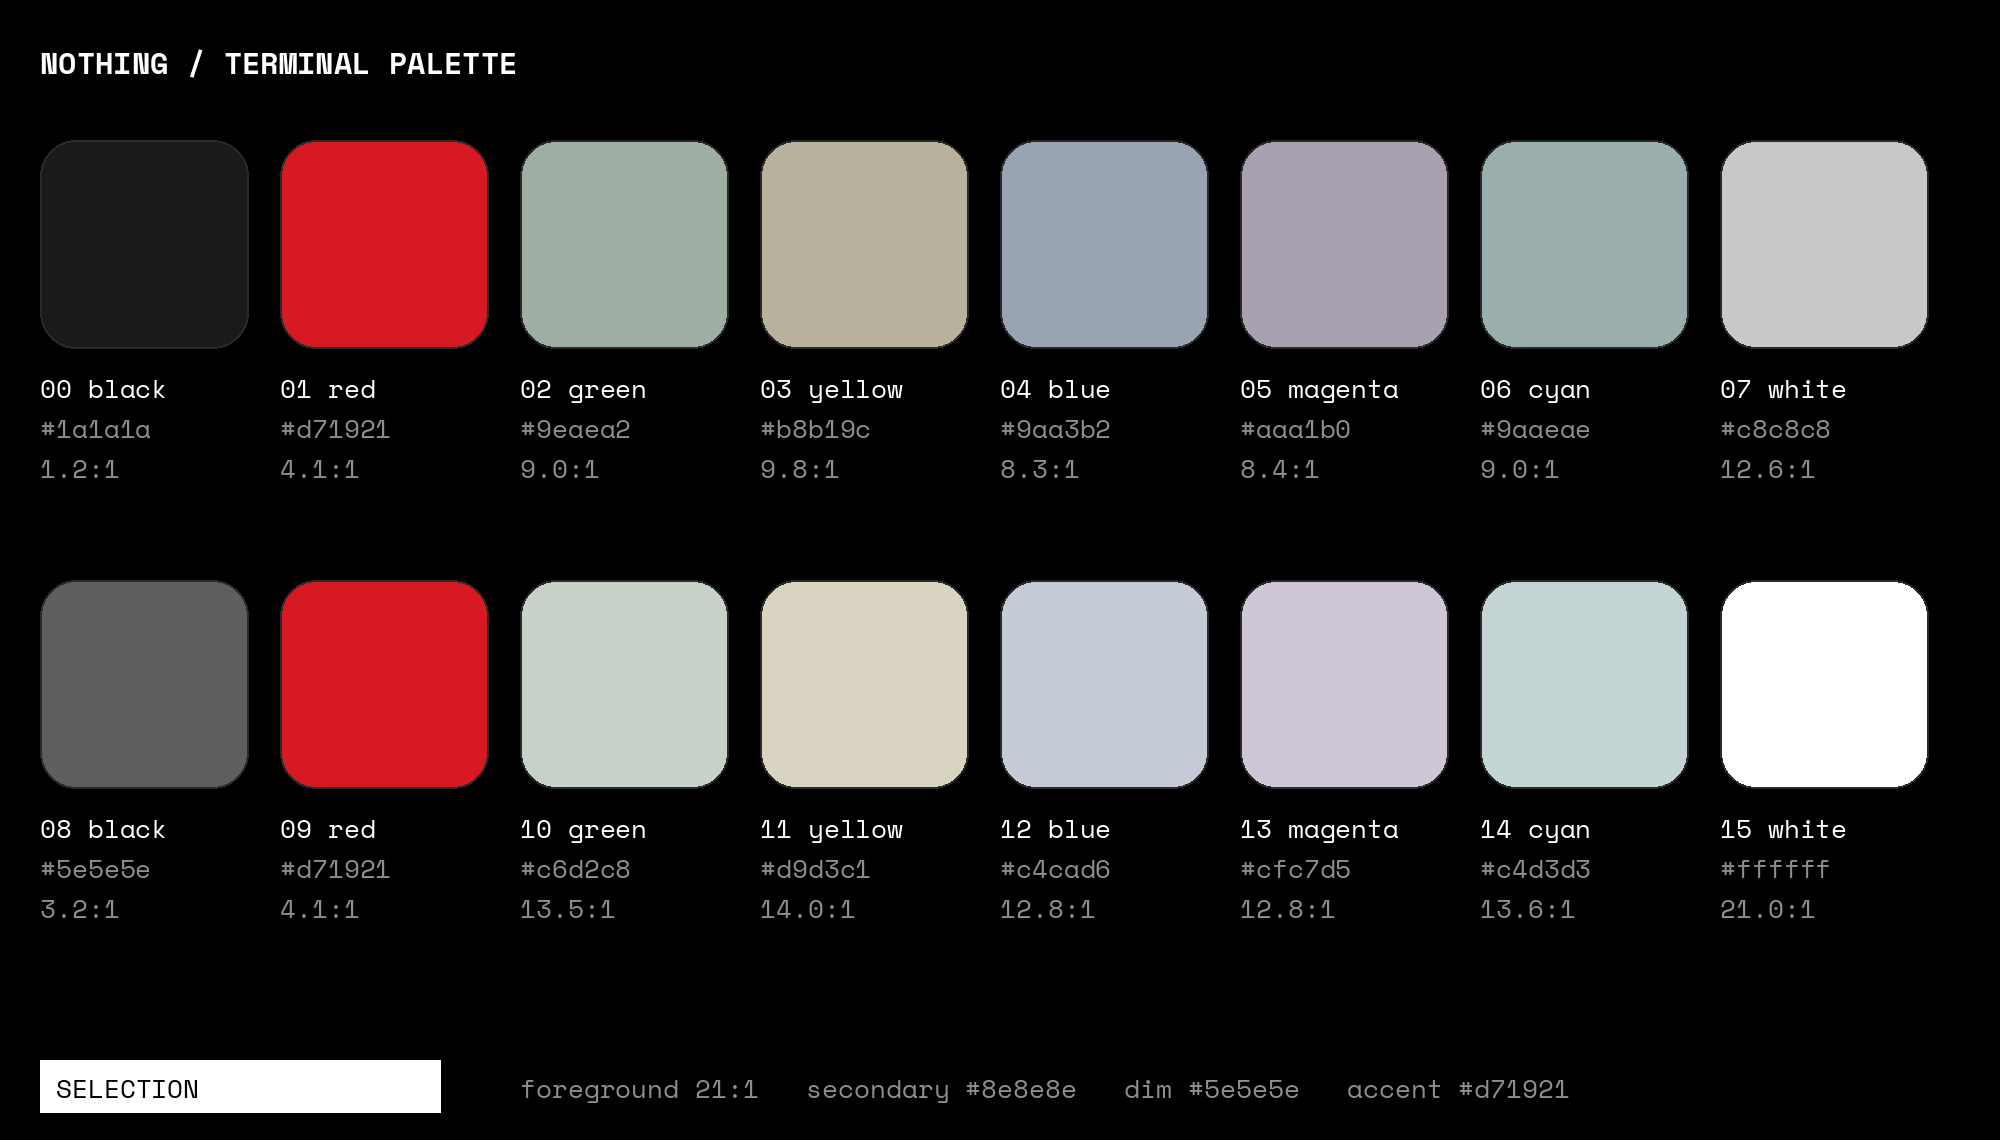 NOTHING / TERMINAL PALETTE
00 black
#1a1a1a
1.2:1
01 red
#d71921
4.1:1
02 green
#9eaea2
9.0:1
03 yellow
#b8b19c
9.8:1
04 blue
#9aa3b2
8.3:1
05 magenta
#aaa1b0
8.4:1
06 cyan
#9aaeae
9.0:1
07 white
#c8c8c8
12.6:1
08 black
#5e5e5e
3.2:1
09 red
#d71921
4.1:1
10 green
#c6d2c8
13.5:1
11 yellow
#d9d3c1
14.0:1
12 blue
#c4cad6
12.8:1
13 magenta
#cfc7d5
12.8:1
14 cyan
#c4d3d3
13.6:1
15 white
#ffffff
21.0:1
SELECTION
foreground 21:1 secondary #8e8e8e dim #5e5e5e accent #d71921